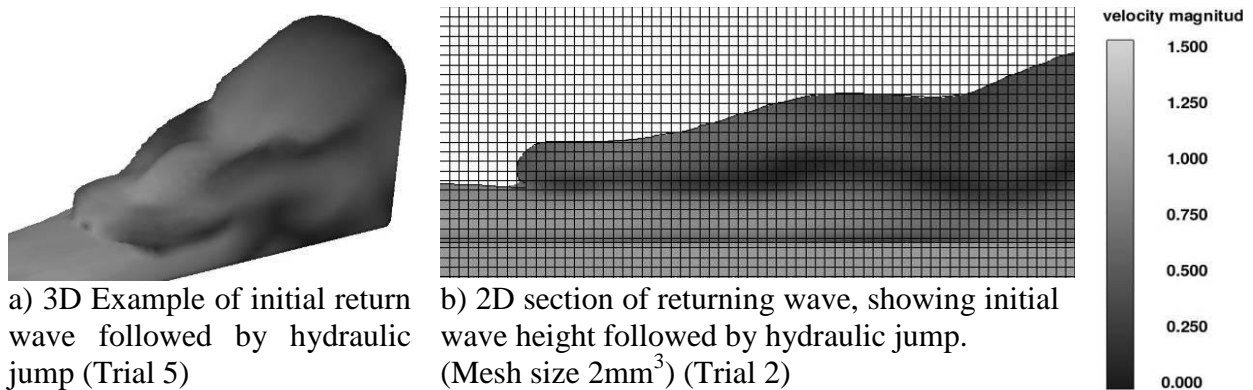 velocity magnitud
1.500
1.250
1.000
0.750
0.500
0.250
0.000
a) 3D Example of initial return
wave followed by hydraulic
jump (Trial 5)
b) 2D section of returning wave, showing initial
wave height followed by hydraulic jump.
(Mesh size 2mm³) (Trial 2)